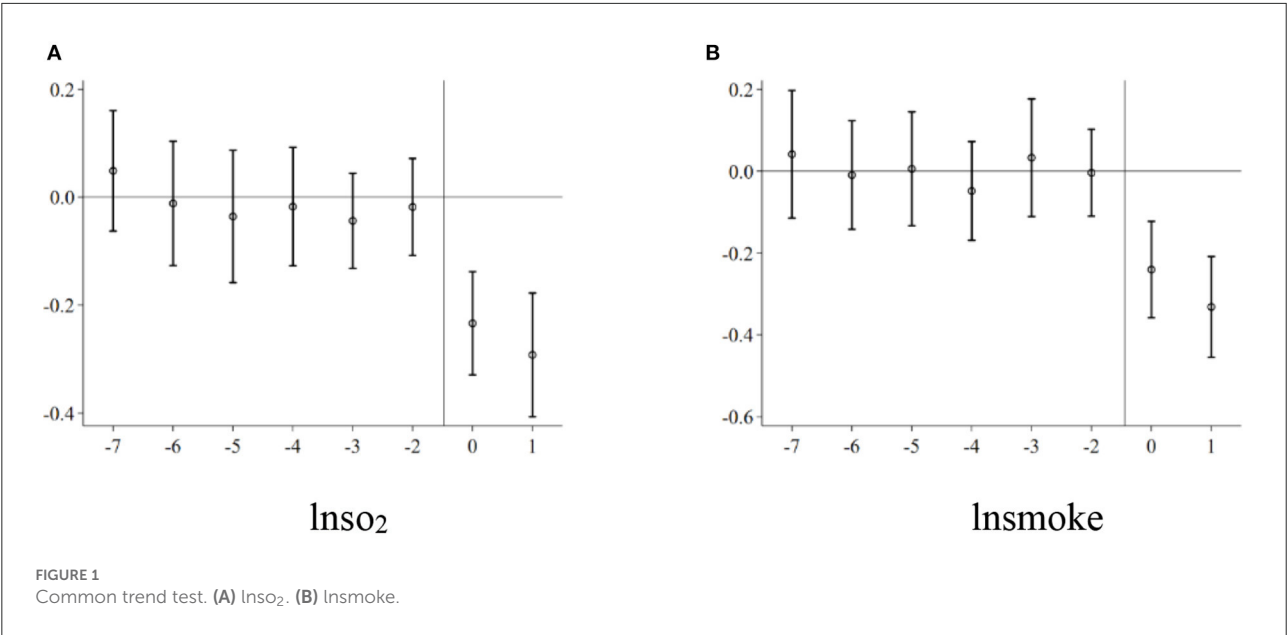 A
0.2
0.0
-0.2
-0.4
-7 -6 -5 -4 -3 -2 0 1
lnso₂
B
0.2
0.0
-0.2
-0.4
-0.6
-7 -6 -5 -4 -3 -2 0 1
lnsmoke
FIGURE 1
Common trend test. (A) lnso₂. (B) lnsmoke.